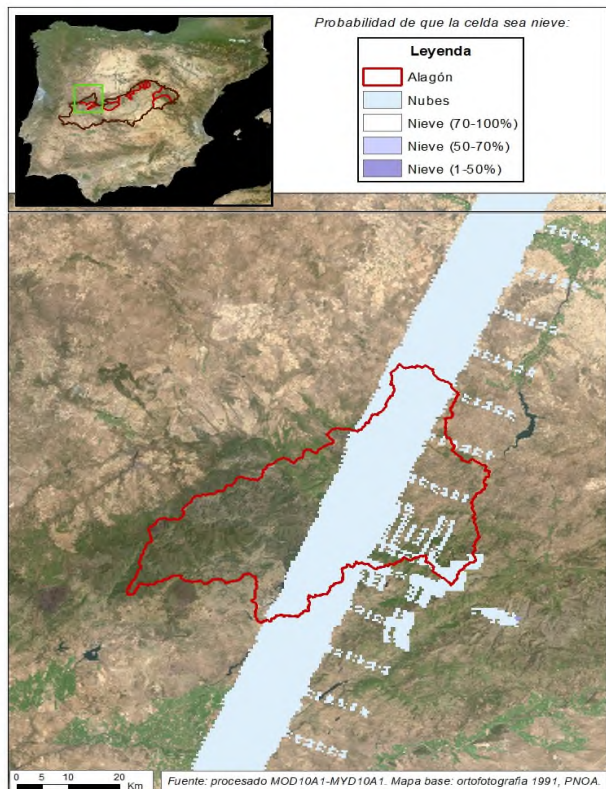 Probabilidad de que la celda sea nieve:
Leyenda
Alagón
Nubes
Nieve (70-100%)
Nieve (50-70%)
Nieve (1-50%)
0 5 10 20
Km
Fuente: procesado MOD10A1-MYD10A1. Mapa base: ortofotografía 1991, PNOA.